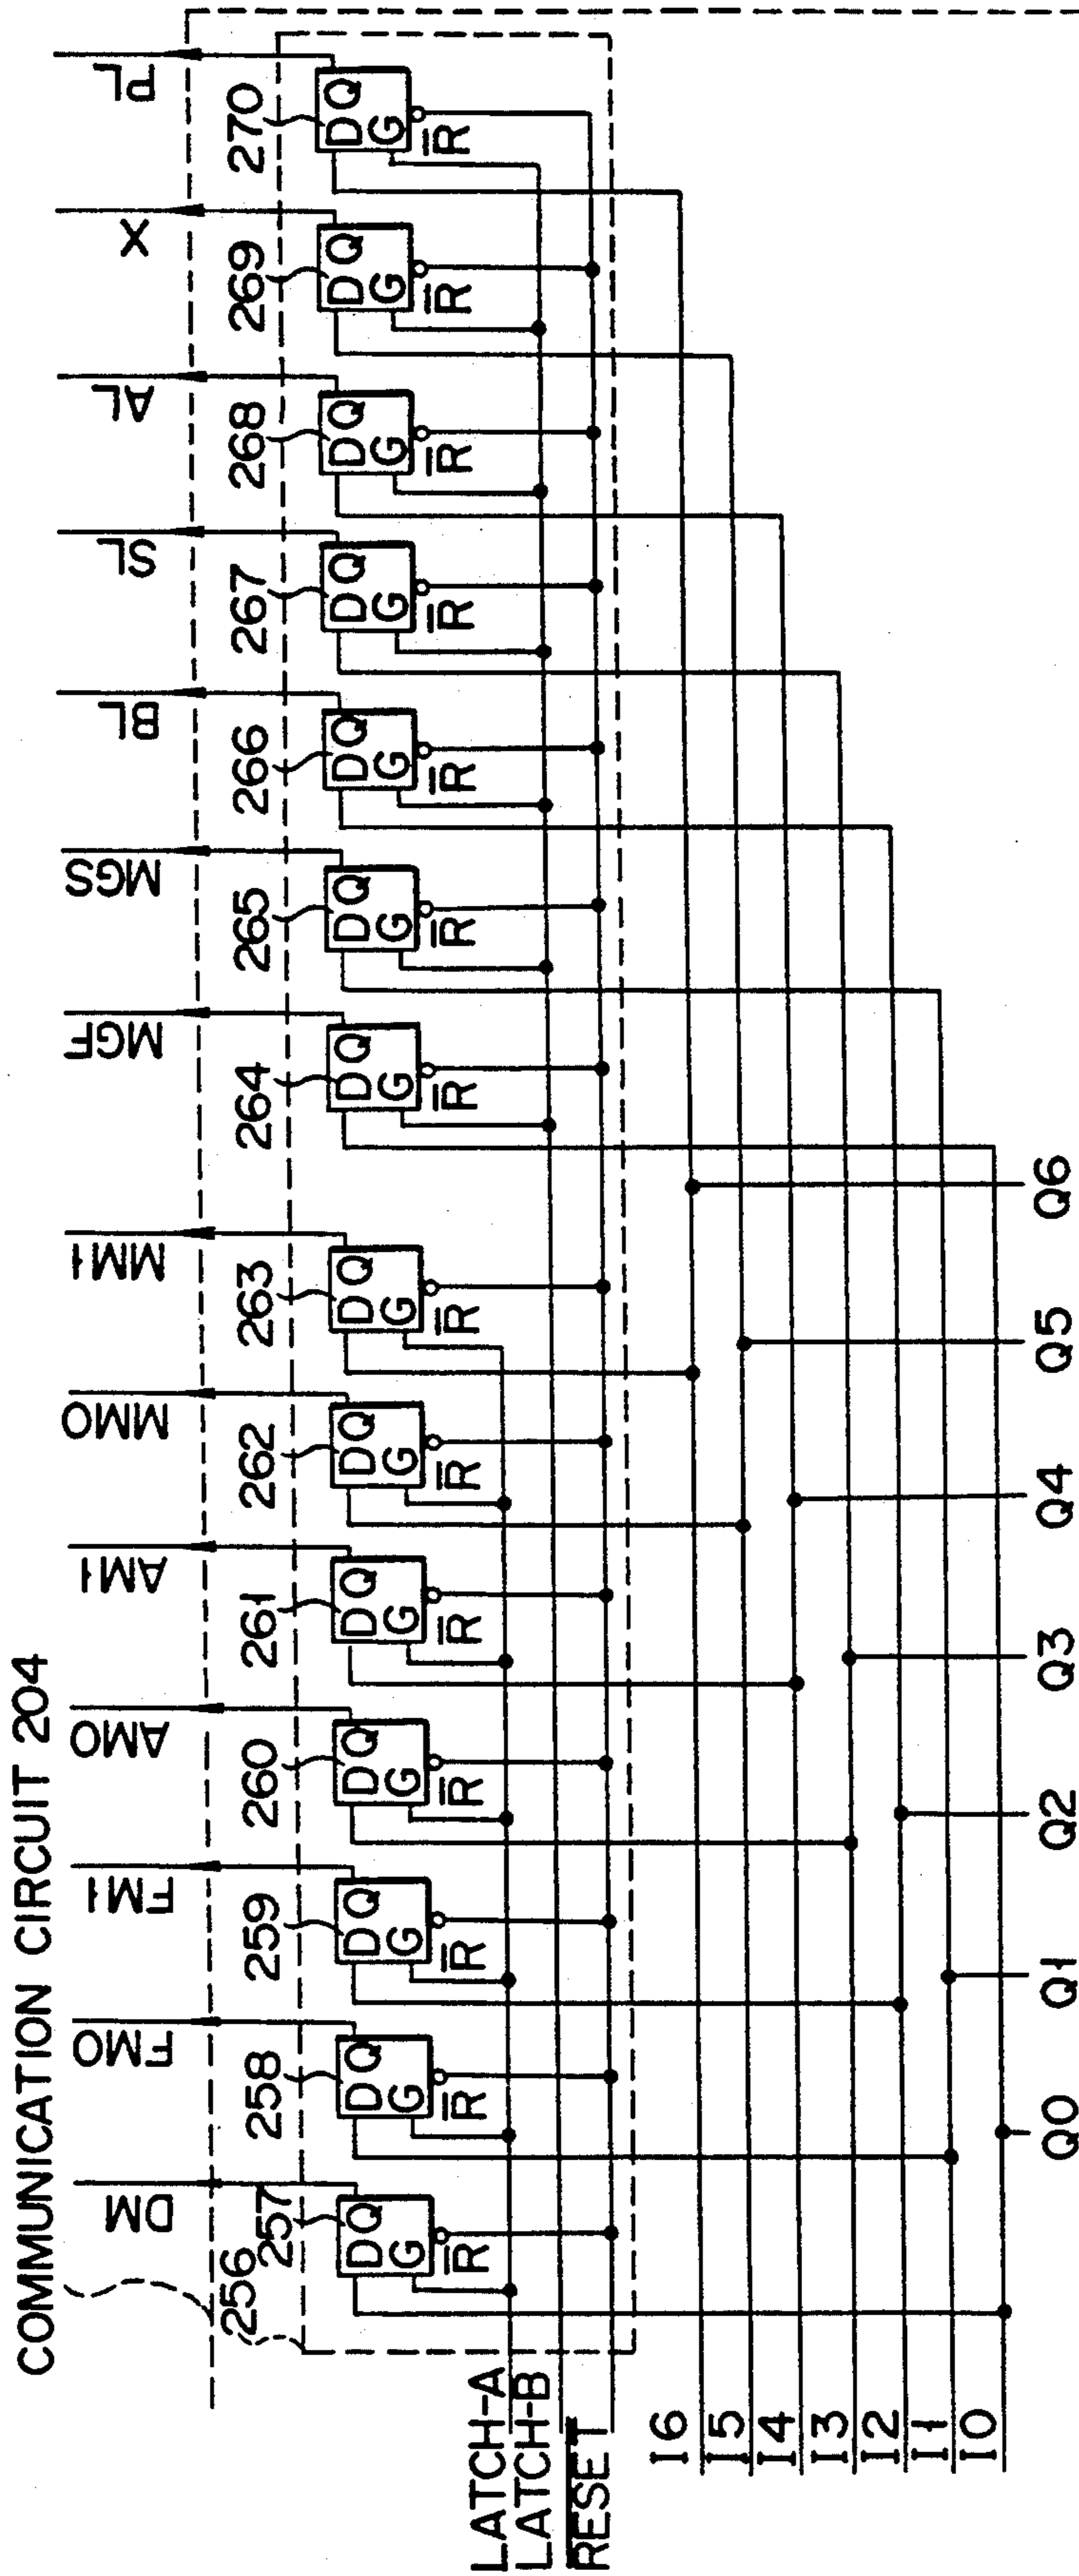 COMMUNICATION CIRCUIT 204
DM FM0 FM1 AM0 AM1 MM0 MM1 MGF MGS BL SL AL X PL
256 257 258 259 260 261 262 263 264 265 266 267 268 269 270
D Q D Q D Q D Q D Q D Q D Q D Q D Q D Q D Q D Q D Q D Q
G G G G G G G G G G G G G G
R̅ R̅ R̅ R̅ R̅ R̅ R̅ R̅ R̅ R̅ R̅ R̅ R̅ R̅
LATCH-A
LATCH-B
R̅E̅S̅E̅T̅
I6
I5
I4
I3
I2
I1
I0
Q0 Q1 Q2 Q3 Q4 Q5 Q6